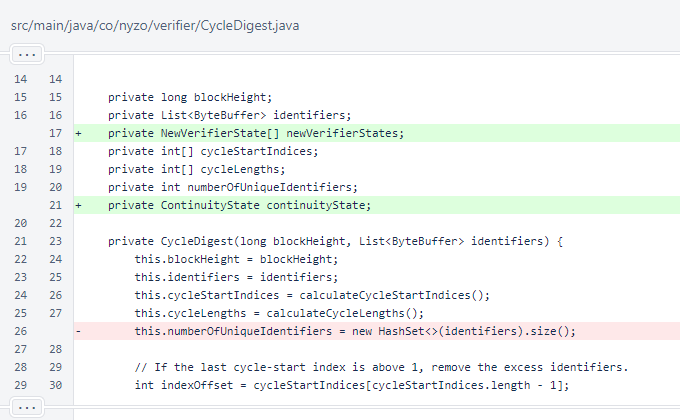 src/main/java/co/nyzo/verifier/CycleDigest.java
...
14 14
15 15 private long blockHeight;
16 16 private List<ByteBuffer> identifiers;
17 + private NewVerifierState[] newVerifierStates;
17 18 private int[] cycleStartIndices;
18 19 private int[] cycleLengths;
19 20 private int numberOfUniqueIdentifiers;
21 + private ContinuityState continuityState;
20 22
21 23 private CycleDigest(long blockHeight, List<ByteBuffer> identifiers) {
22 24 this.blockHeight = blockHeight;
23 25 this.identifiers = identifiers;
24 26 this.cycleStartIndices = calculateCycleStartIndices();
25 27 this.cycleLengths = calculateCycleLengths();
26 - this.numberOfUniqueIdentifiers = new HashSet<>(identifiers).size();
27 28
28 29 // If the last cycle-start index is above 1, remove the excess identifiers.
29 30 int indexOffset = cycleStartIndices[cycleStartIndices.length - 1];
...